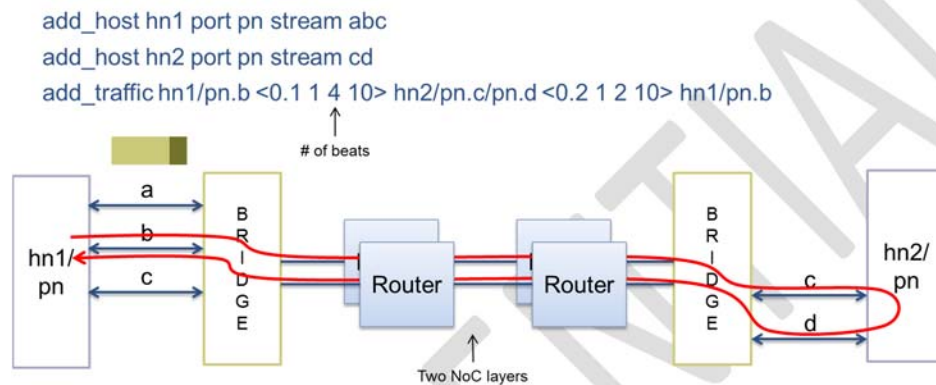 add_host hn1 port pn stream abc
add_host hn2 port pn stream cd
add_traffic hn1/pn.b <0.1 1 4 10> hn2/pn.c/pn.d <0.2 1 2 10> hn1/pn.b
# of beats
a
b
c
hn1/
pn
BRIDGE
Router
Router
BRIDGE
c
d
hn2/
pn
Two NoC layers